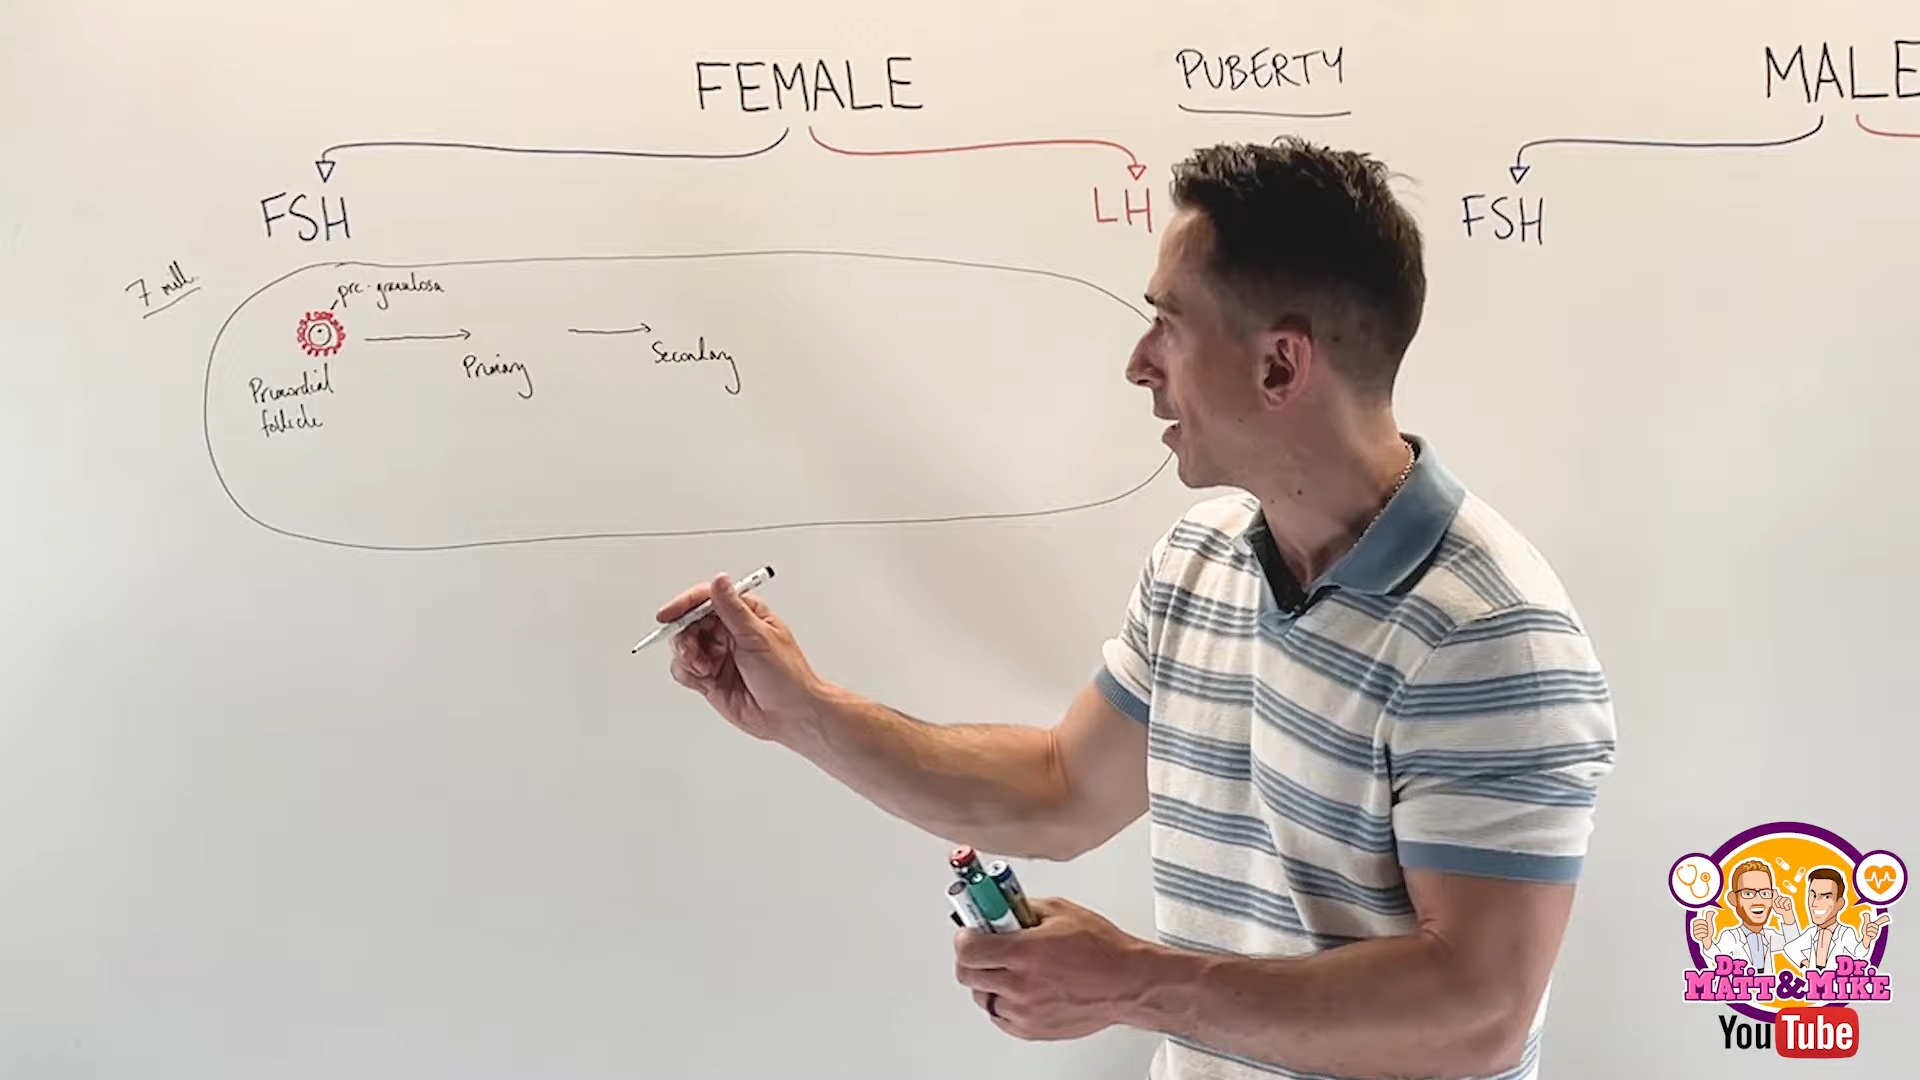 FEMALE
PUBERTY
MALE
FSH
LH
FSH
7 mill.
pre-granulosa
Primary
Secondary
Primordial
follicle
Dr. Dr.
MATT & MIKE
YouTube